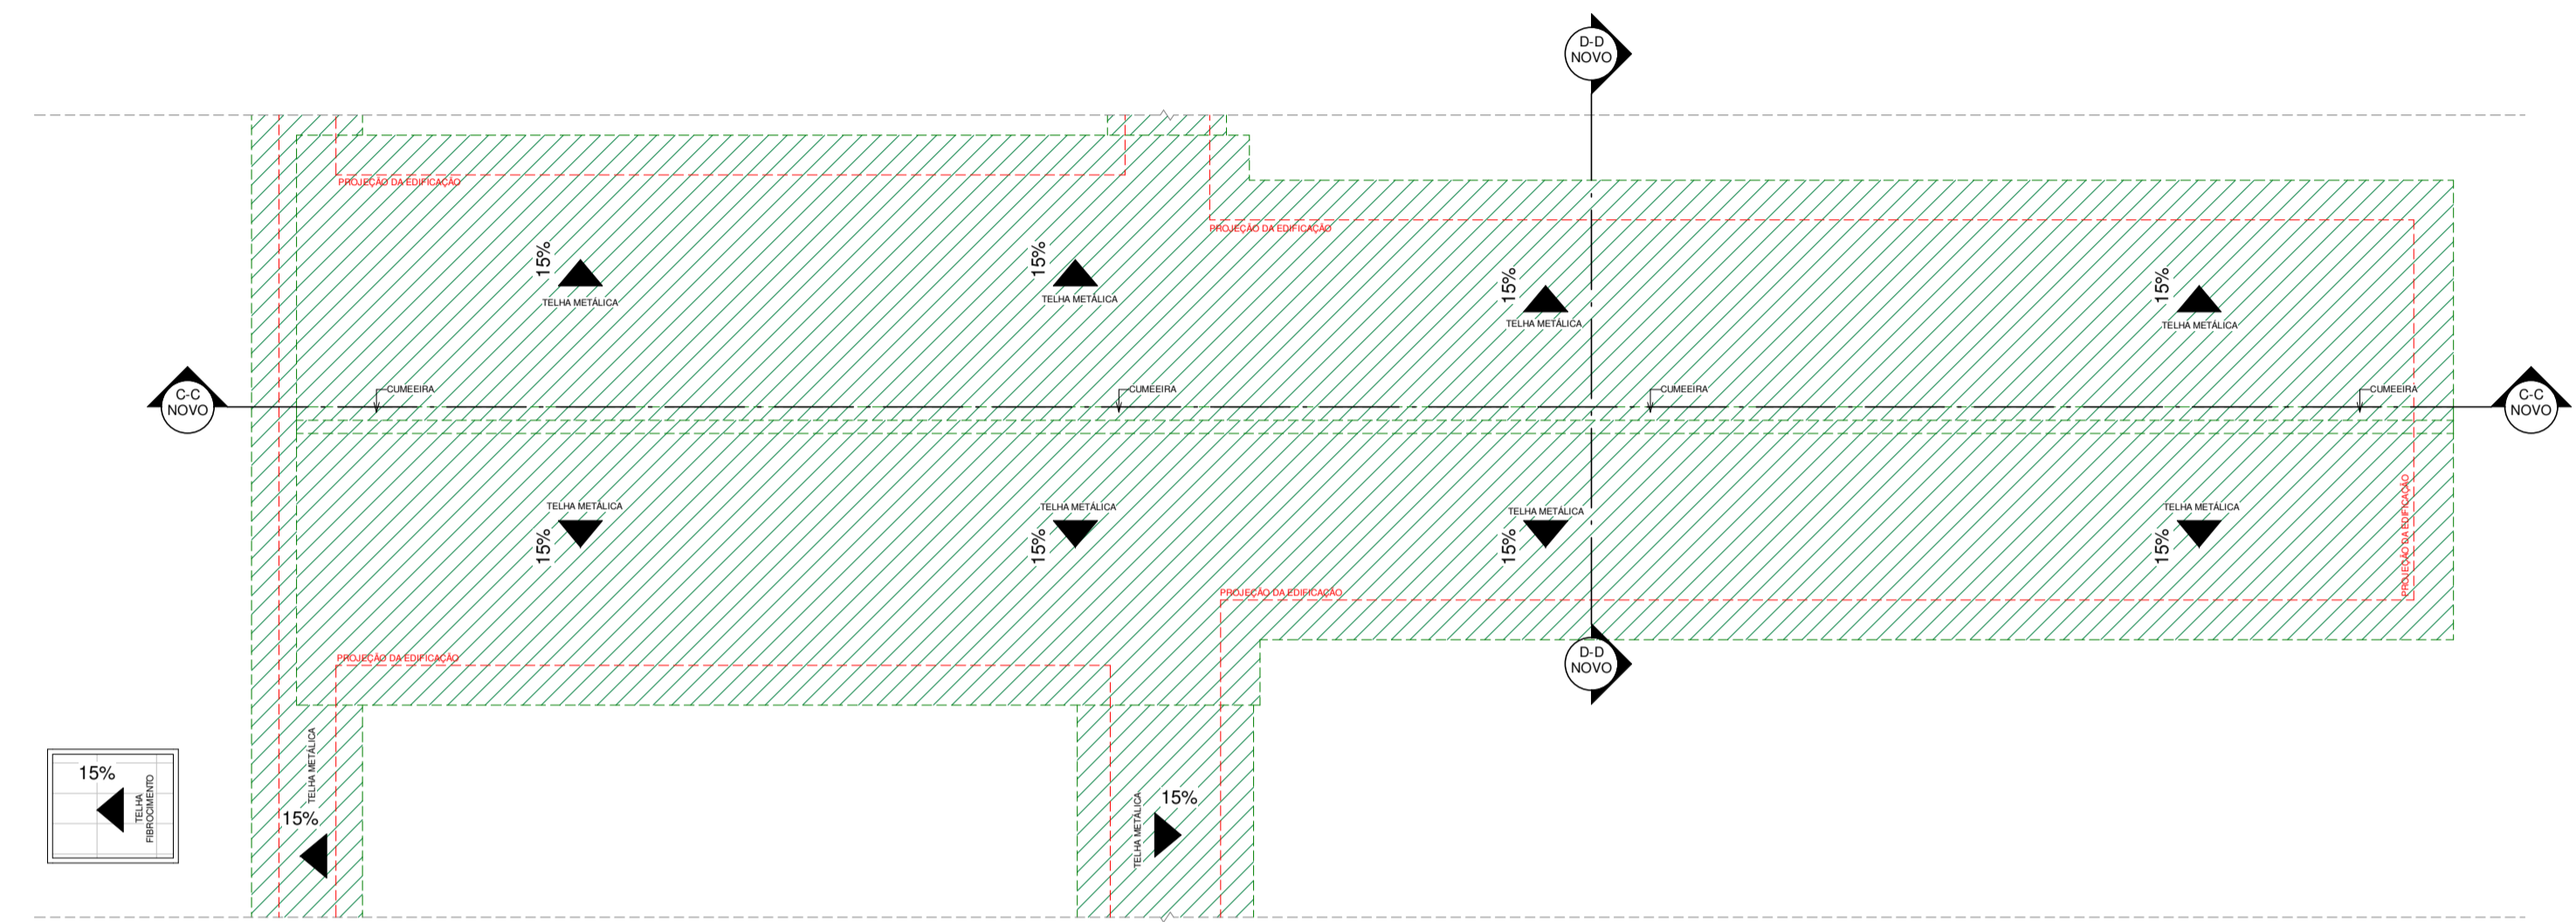 D-D
NOVO
PROJEÇÃO DA EDIFICAÇÃO
PROJEÇÃO DA EDIFICAÇÃO
15%
TELHA METÁLICA
15%
TELHA METÁLICA
15%
TELHA METÁLICA
15%
TELHA METÁLICA
C-C
NOVO
CUMEEIRA
CUMEEIRA
CUMEEIRA
CUMEEIRA
C-C
NOVO
TELHA METÁLICA
15%
TELHA METÁLICA
15%
TELHA METÁLICA
15%
TELHA METÁLICA
15%
PROJEÇÃO DA EDIFICAÇÃO
PROJEÇÃO DA EDIFICAÇÃO
PROJEÇÃO DA EDIFICAÇÃO
D-D
NOVO
15%
TELHA
FIBROCIMENTO
TELHA METÁLICA
15%
TELHA METÁLICA
15%